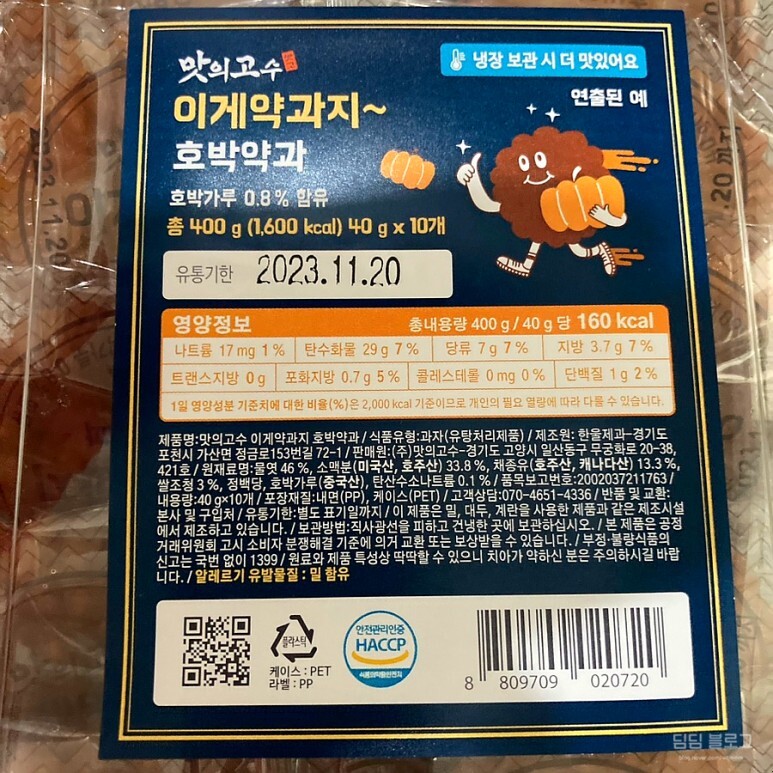 맛의고수
냉장 보관 시 더 맛있어요
이게약과지~
연출된 예
호박약과
호박가루 0.8% 함유
총 400 g (1,600 kcal) 40 g x 10개
유통기한 2023.11.20
영양정보 총내용량 400 g / 40 g 당 160 kcal
나트륨 17 mg 1 % 탄수화물 29 g 7 % 당류 7 g 7 % 지방 3.7 g 7 %
트랜스지방 0 g 포화지방 0.7 g 5 % 콜레스테롤 0 mg 0 % 단백질 1 g 2 %
1일 영양성분 기준치에 대한 비율(%)은 2,000 kcal 기준이므로 개인의 필요 열량에 따라 다를 수 있습니다.
제품명:맛의고수 이게약과지 호박약과 / 식품유형:과자(유탕처리제품) / 제조원: 한울제과-경기도
포천시 가산면 정금로153번길 72-1 / 판매원:(주)맛의고수-경기도 고양시 일산동구 무궁화로 20-38,
421호 / 원재료명:물엿 46 %, 소맥분(미국산, 호주산) 33.8 %, 채종유(호주산, 캐나다산) 13.3 %,
쌀조청 3 %, 정백당, 호박가루(중국산), 탄산수소나트륨 0.1 % / 품목보고번호:2002037211763 /
내용량:40 g×10개 / 포장재질:내면(PP), 케이스(PET) / 고객상담:070-4651-4336 / 반품 및 교환:
본사 및 구입처 / 유통기한:별도 표기일까지 / 이 제품은 밀, 대두, 계란을 사용한 제품과 같은 제조시설
에서 제조하고 있습니다. / 보관방법:직사광선을 피하고 건냉한 곳에 보관하십시오. / 본 제품은 공정
거래위원회 고시 소비자 분쟁해결 기준에 의거 교환 또는 보상받을 수 있습니다. / 부정·불량식품의
신고는 국번 없이 1399 / 원료와 제품 특성상 딱딱할 수 있으니 치아가 약하신 분은 주의하시길 바랍
니다. / 알레르기 유발물질 : 밀 함유
플라스틱
케이스 : PET
라벨 : PP
안전관리인증
HACCP
식품의약품안전처
8 809709 020720
2023.11.20
.20 까지
딤딤 블로그